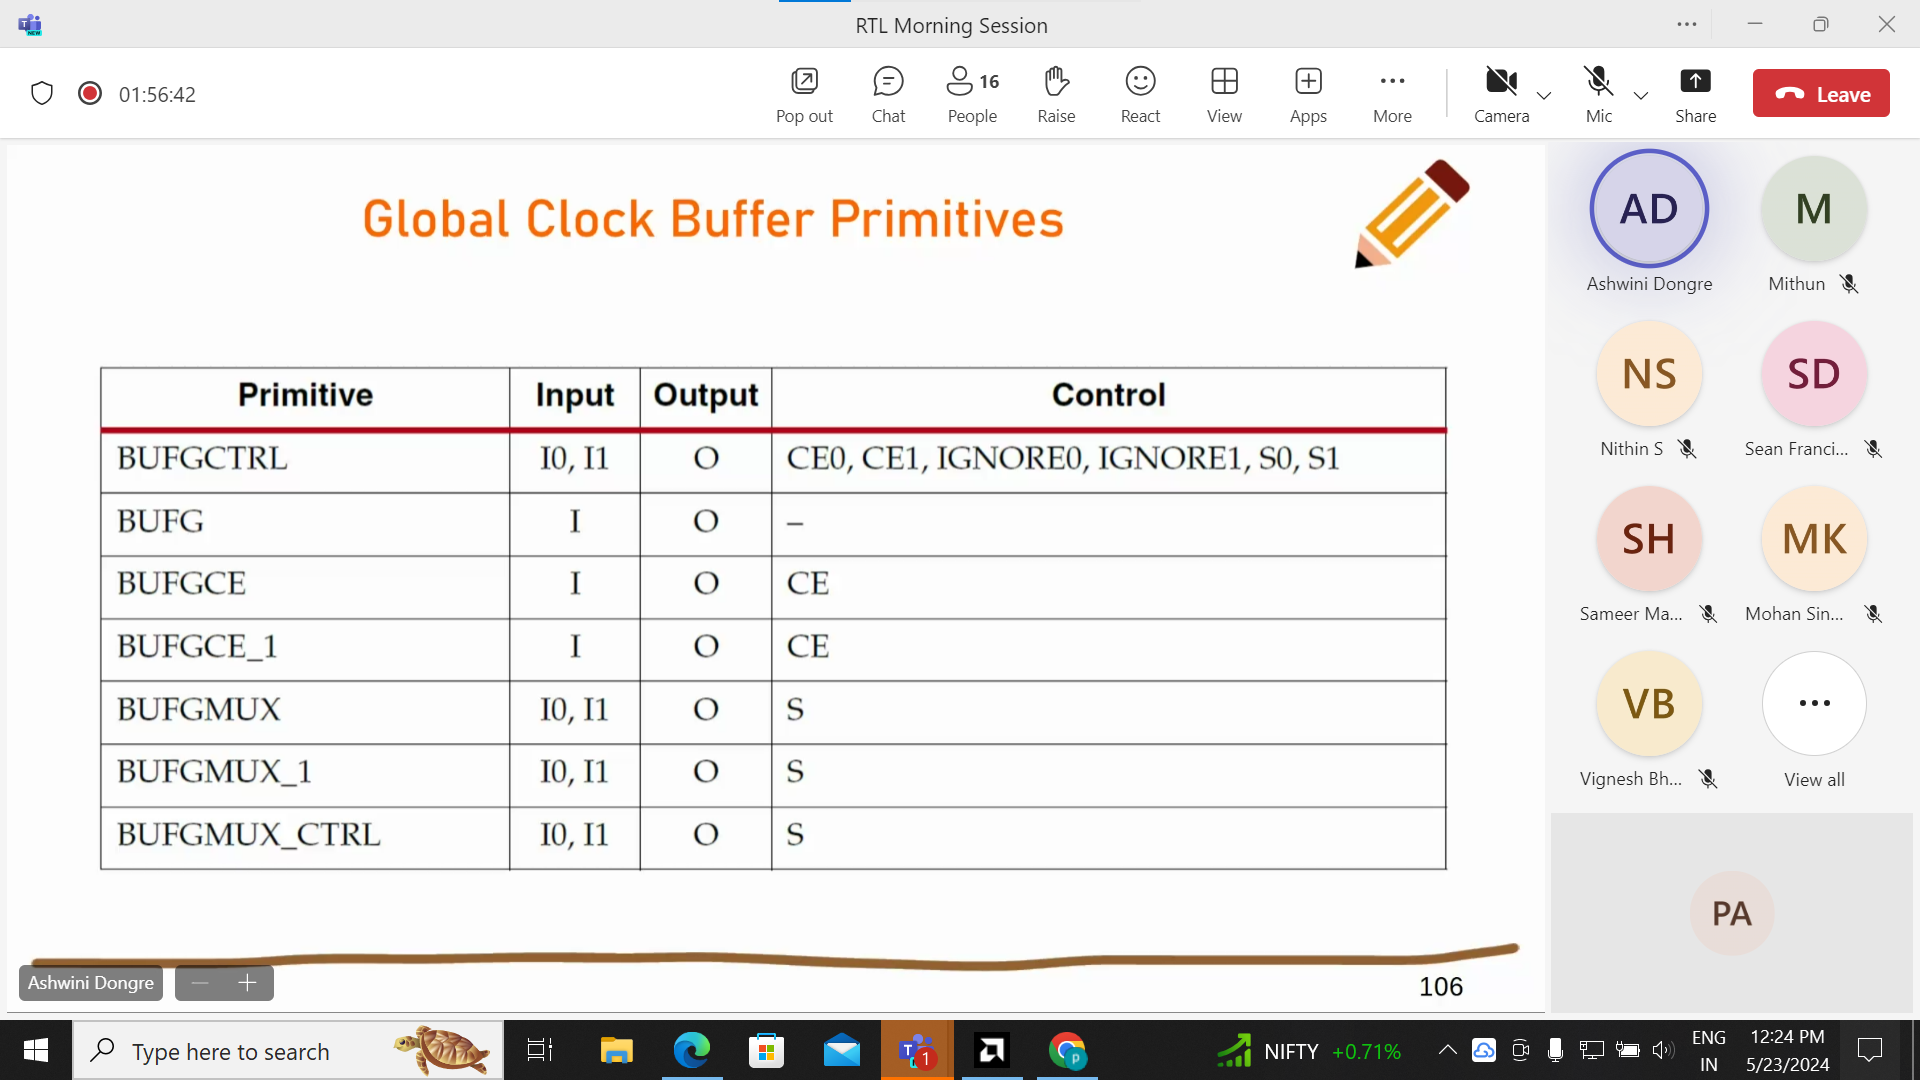 RTL Morning Session
01:56:42
Pop out
Chat
16
People
Raise
React
View
Apps
More
Camera
Mic
Share
Leave
Global Clock Buffer Primitives
Primitive Input Output Control
BUFGCTRL I0, I1 O CE0, CE1, IGNORE0, IGNORE1, S0, S1
BUFG I O –
BUFGCE I O CE
BUFGCE_1 I O CE
BUFGMUX I0, I1 O S
BUFGMUX_1 I0, I1 O S
BUFGMUX_CTRL I0, I1 O S
Ashwini Dongre
106
AD
Ashwini Dongre
M
Mithun
NS
Nithin S
SD
Sean Franci...
SH
Sameer Ma...
MK
Mohan Sin...
VB
Vignesh Bh...
View all
PA
Type here to search
1
NIFTY +0.71%
ENG
IN
12:24 PM
5/23/2024